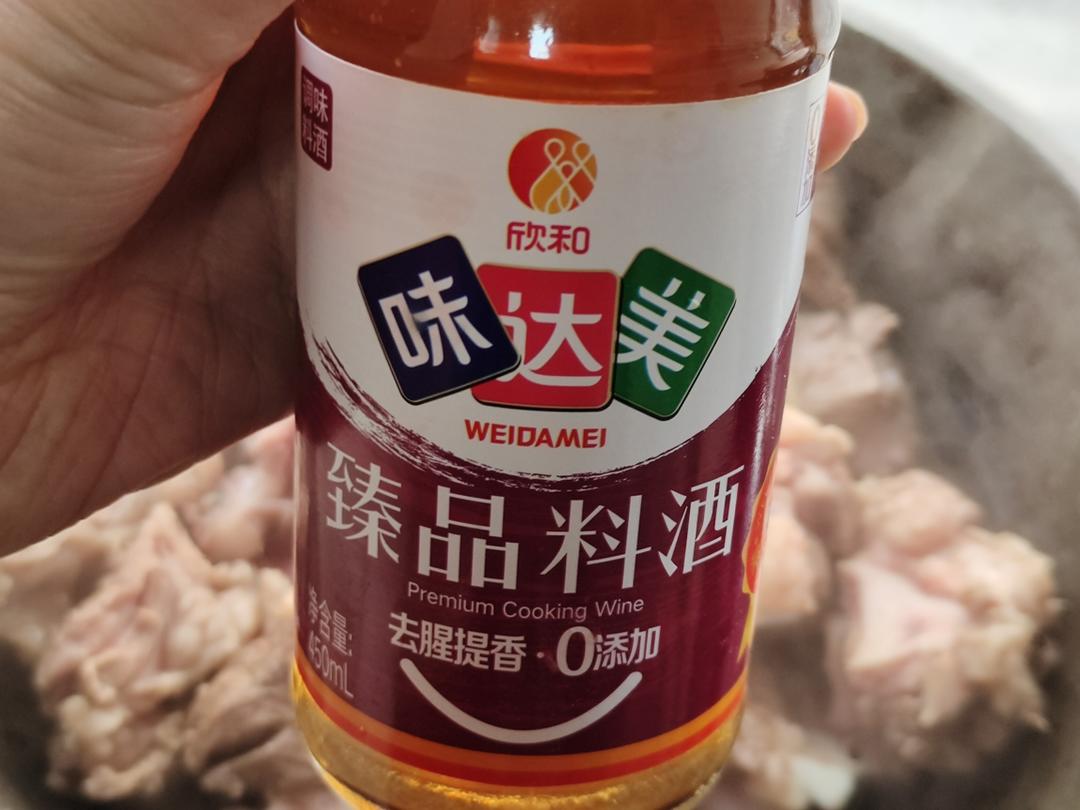 调味
料酒
欣和
味达美
WEIDAMEI
臻品料酒
Premium Cooking Wine
去腥提香·0添加
净含量:
450mL